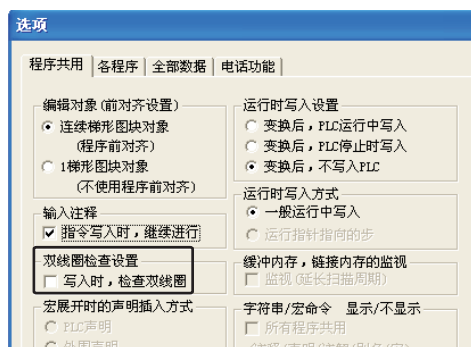 选项
程序共用 各程序 全部数据 电话功能
编辑对象(前对齐设置)
连续梯形图块对象
(程序前对齐)
1梯形图块对象
(不使用程序前对齐)
输入注释
指令写入时,继续进行
双线圈检查设置
写入时,检查双线圈
宏展开时的声明插入方式
PLC声明
外围声明
运行时写入设置
变换后,PLC运行中写入
变换后,PLC停止时写入
变换后,不写入PLC
运行时写入方式
一般运行中写入
运行指针指向的步
缓冲内存,链接内存的监视
监视(延长扫描周期)
字符串/宏命令 显示/不显示
所有程序共用